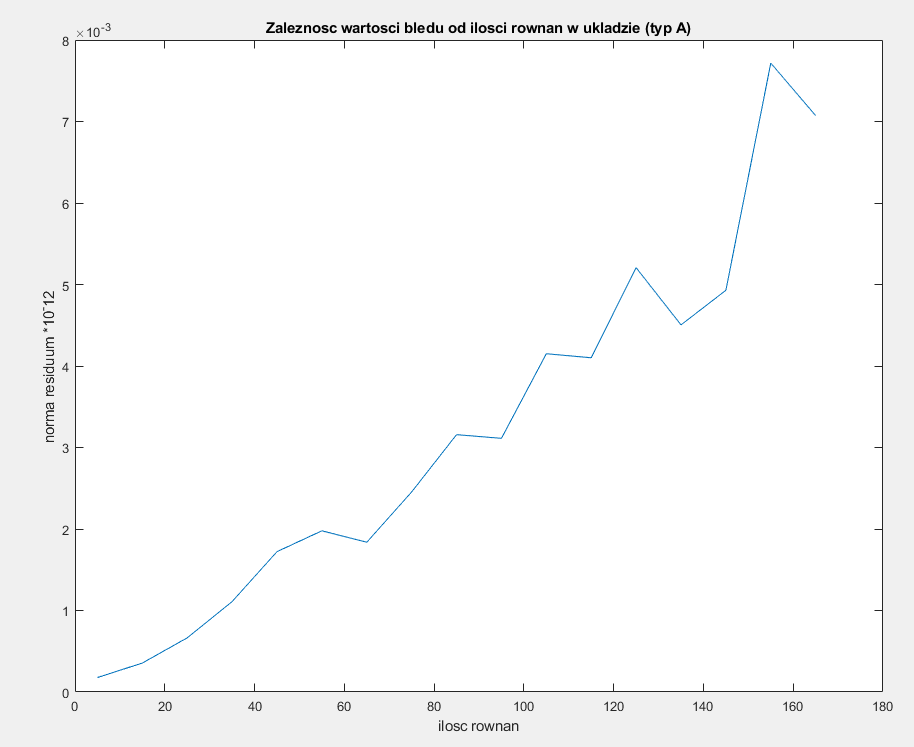 Zaleznosc wartosci bledu od ilosci rownan w ukladzie (typ A)
×10⁻³
8
7
6
5
4
3
2
1
0
norma residuum *10⁻12
0 20 40 60 80 100 120 140 160 180
ilosc rownan